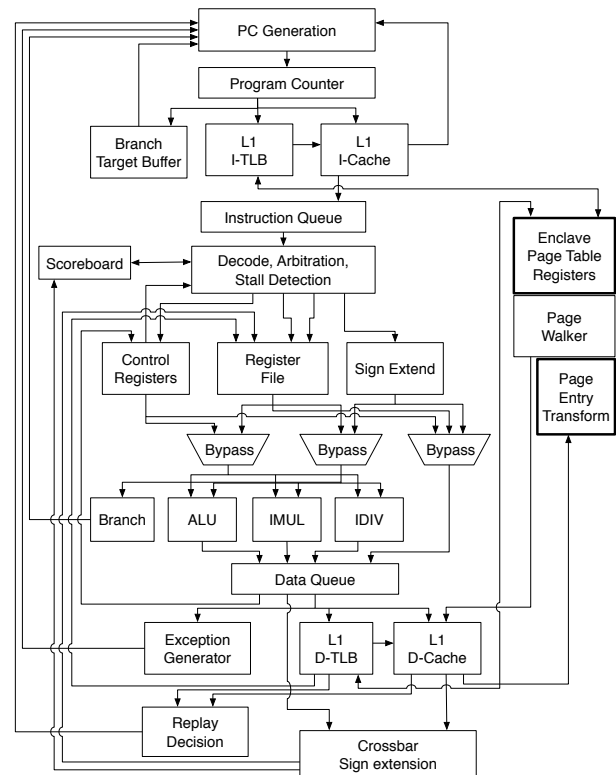 PC Generation
Program Counter
Branch
Target Buffer
L1
I-TLB
L1
I-Cache
Instruction Queue
Enclave
Page Table
Registers
Scoreboard
Decode, Arbitration,
Stall Detection
Page
Walker
Control
Registers
Register
File
Sign Extend
Page
Entry
Transform
Bypass
Bypass
Bypass
Branch
ALU
IMUL
IDIV
Data Queue
Exception
Generator
L1
D-TLB
L1
D-Cache
Replay
Decision
Crossbar
Sign extension